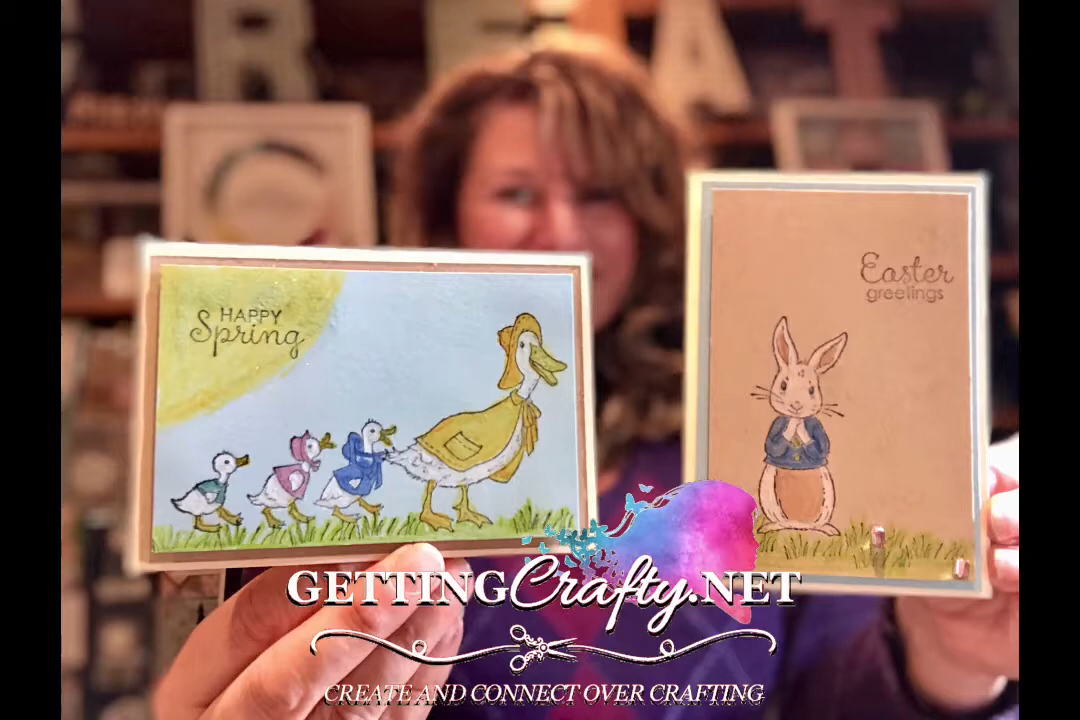 HAPPY
Spring
Easter
greetings
GETTINGCrafty.NET
CREATE AND CONNECT OVER CRAFTING